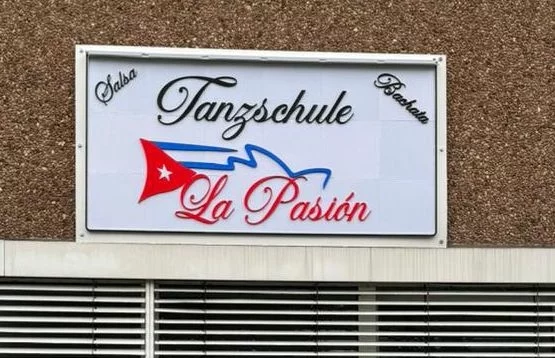 Salsa
Bachata
Tanzschule
La Pasión